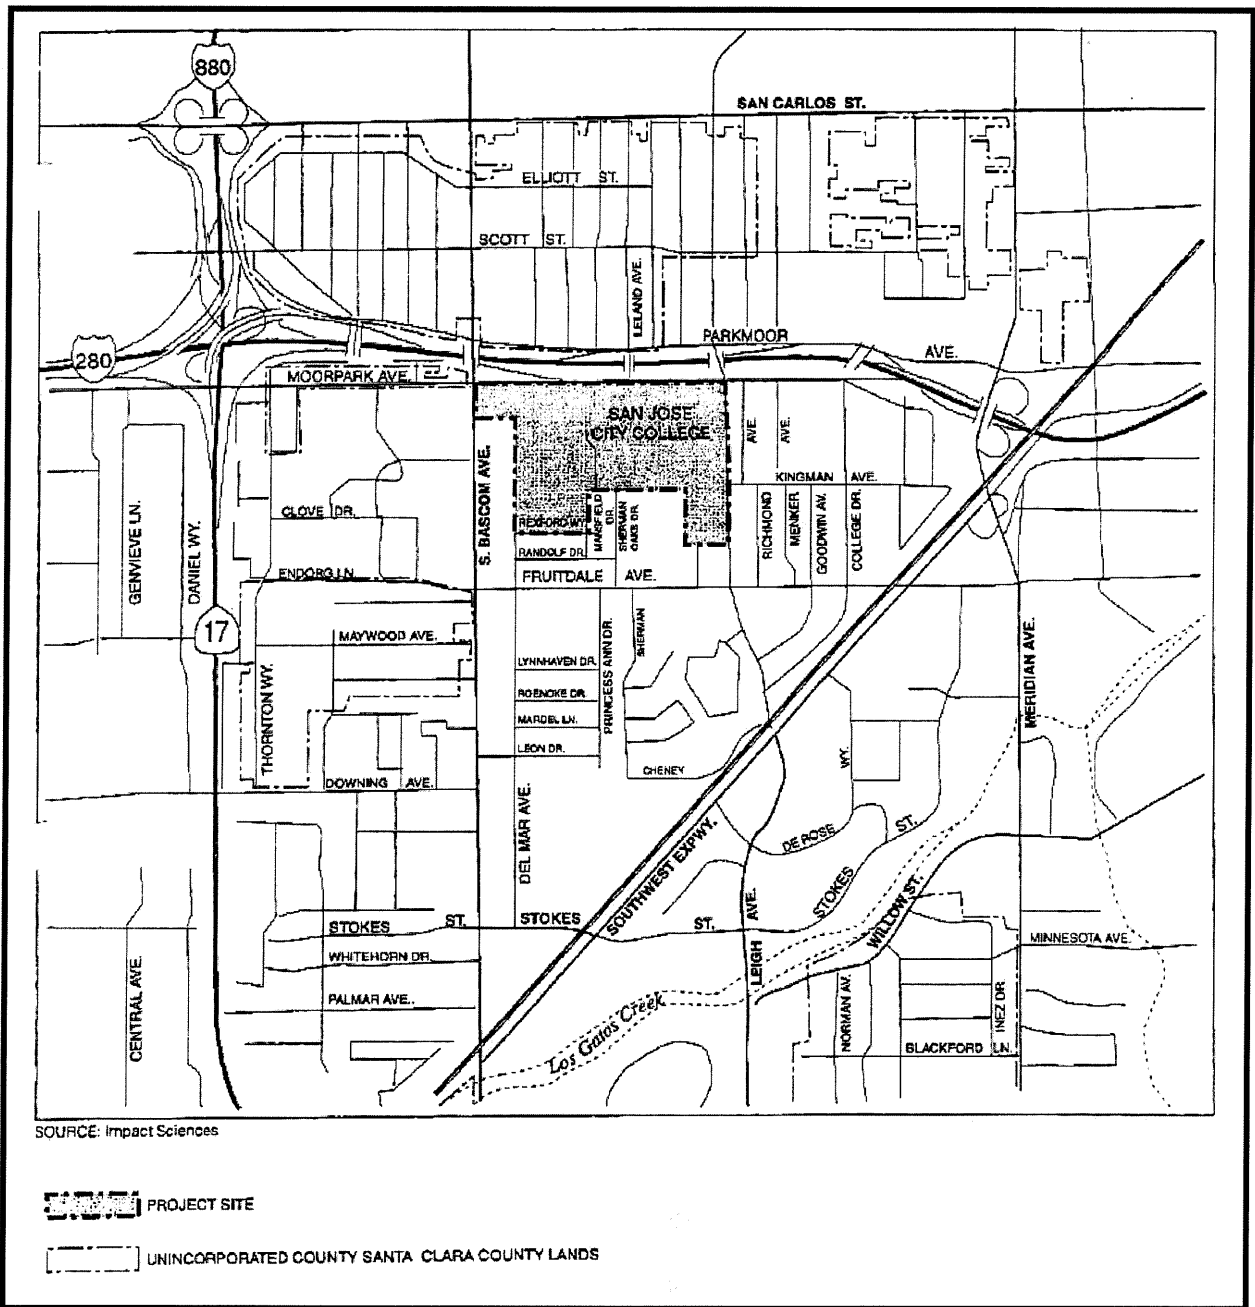 880
SAN CARLOS ST.
ELLIOTT ST.
SCOTT ST.
LELAND AVE.
PARKMOOR
AVE.
280
MOORPARK AVE.
SAN JOSE
CITY COLLEGE
AVE.
AVE.
KINGMAN AVE.
S. BASCOM AVE.
GENVIEVE LN.
DANIEL WY.
CLOVE DR.
REXFORD WY.
MANSFIELD
DR.
SHERMAN
OAKS DR.
RICHMOND
MENKER
GOODWIN AV.
COLLEGE DR.
RANDOLF DR.
ENDORG LN
FRUITDALE AVE.
17
MAYWOOD AVE.
THORNTON WY.
LYNNHAVEN DR.
PRINCESS ANN DR.
SHERMAN
ROENOKE DR.
MARDEL LN.
LEON DR.
CHENEY
MERIDIAN AVE.
WY.
DOWNING AVE.
DEL MAR AVE.
SOUTHWEST EXPWY.
DE ROSE
ST.
STOKES
WILLOW ST.
STOKES ST.
STOKES
ST.
LEIGH AVE.
WHITEHORN DR.
MINNESOTA AVE.
CENTRAL AVE.
PALMAR AVE..
Los Gatos Creek
NORMAN AV.
INEZ DR.
BLACKFORD LN.
SOURCE: Impact Sciences
PROJECT SITE
UNINCORPORATED COUNTY SANTA CLARA COUNTY LANDS